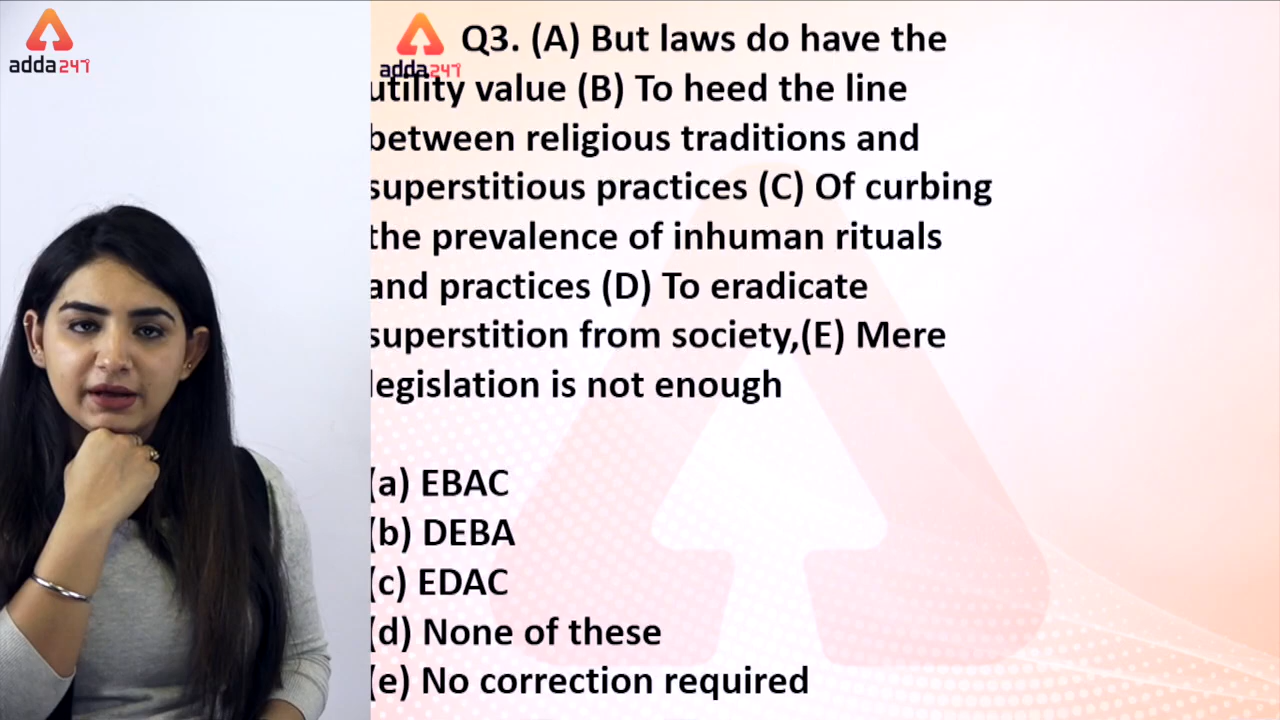 adda247
adda247
Q3. (A) But laws do have the
utility value (B) To heed the line
between religious traditions and
superstitious practices (C) Of curbing
the prevalence of inhuman rituals
and practices (D) To eradicate
superstition from society,(E) Mere
legislation is not enough
(a) EBAC
(b) DEBA
(c) EDAC
(d) None of these
(e) No correction required